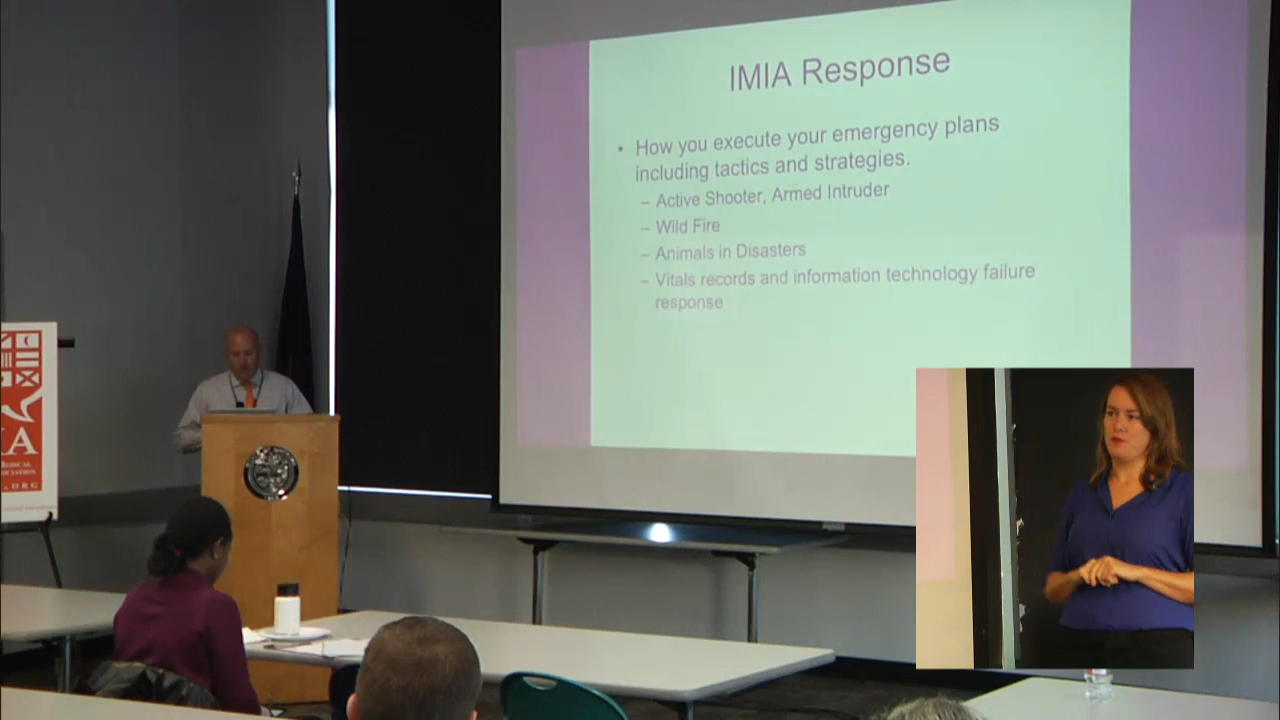 IMIA Response
• How you execute your emergency plans
including tactics and strategies.
– Active Shooter, Armed Intruder
– Wild Fire
– Animals in Disasters
– Vitals records and information technology failure
response
.ORG